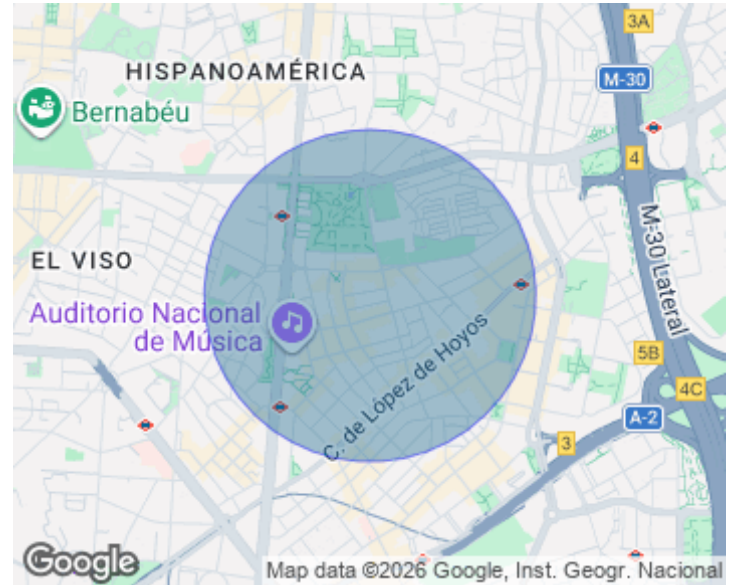 3A
HISPANOAMÉRICA
M-30
Bernabéu
4
M-30 Lateral
EL VISO
Auditorio Nacional
de Música
C. de López de Hoyos
5B
4C
A-2
3
Google
Map data ©2026 Google, Inst. Geogr. Nacional